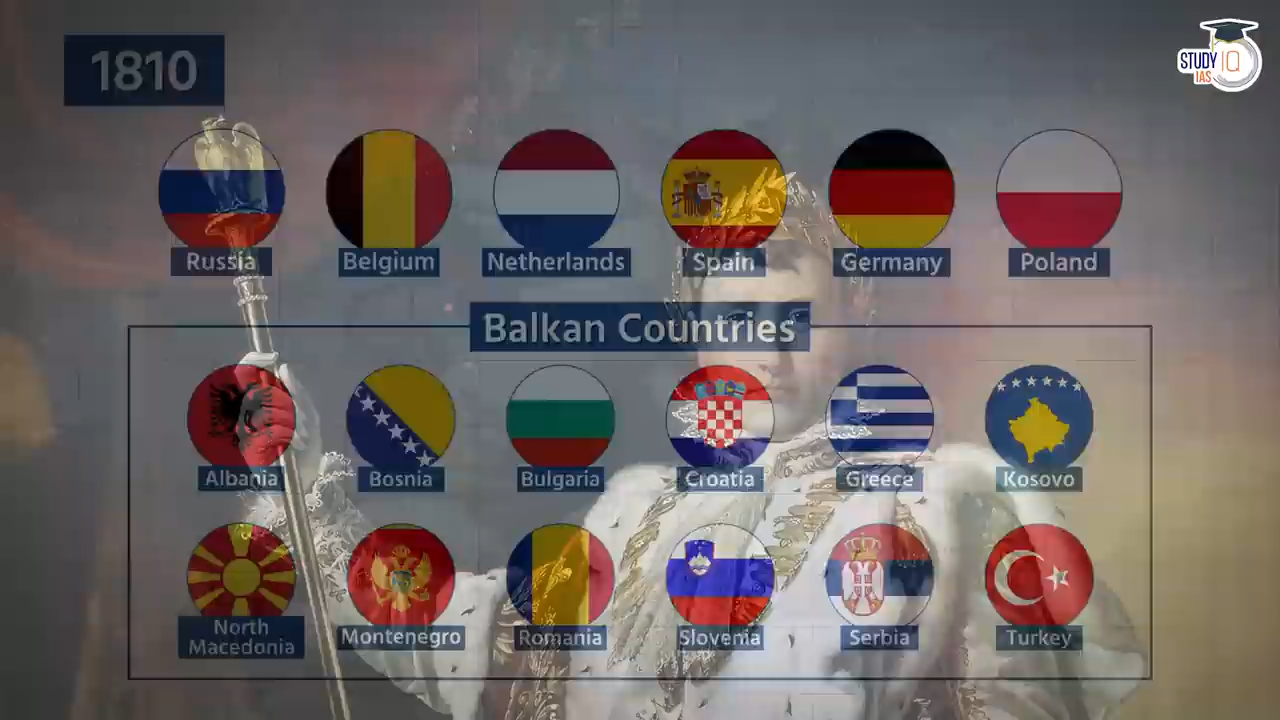 1810
STUDY IQ
IAS
Russia
Belgium
Netherlands
Spain
Germany
Poland
Balkan Countries
Albania
Bosnia
Bulgaria
Croatia
Greece
Kosovo
North
Macedonia
Montenegro
Romania
Slovenia
Serbia
Turkey